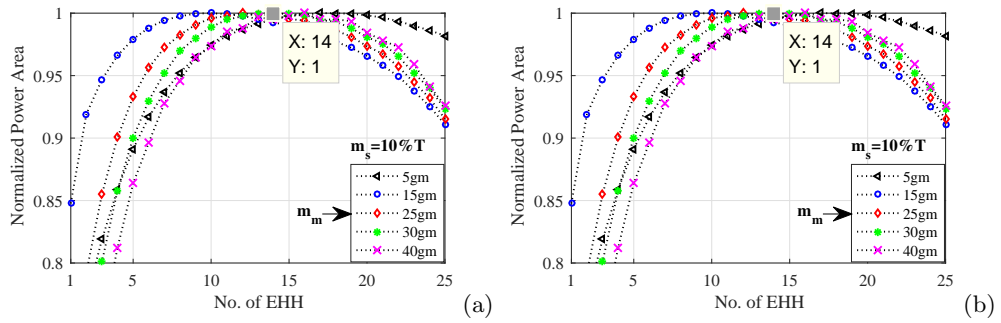 Normalized Power Area
1
0.95
0.9
0.85
0.8
X: 14
Y: 1
m_s=10%T
5gm
15gm
m_m
25gm
30gm
40gm
1 5 10 15 20 25
No. of EHH
(a)
Normalized Power Area
1
0.95
0.9
0.85
0.8
X: 14
Y: 1
m_s=10%T
5gm
15gm
m_m
25gm
30gm
40gm
1 5 10 15 20 25
No. of EHH
(b)